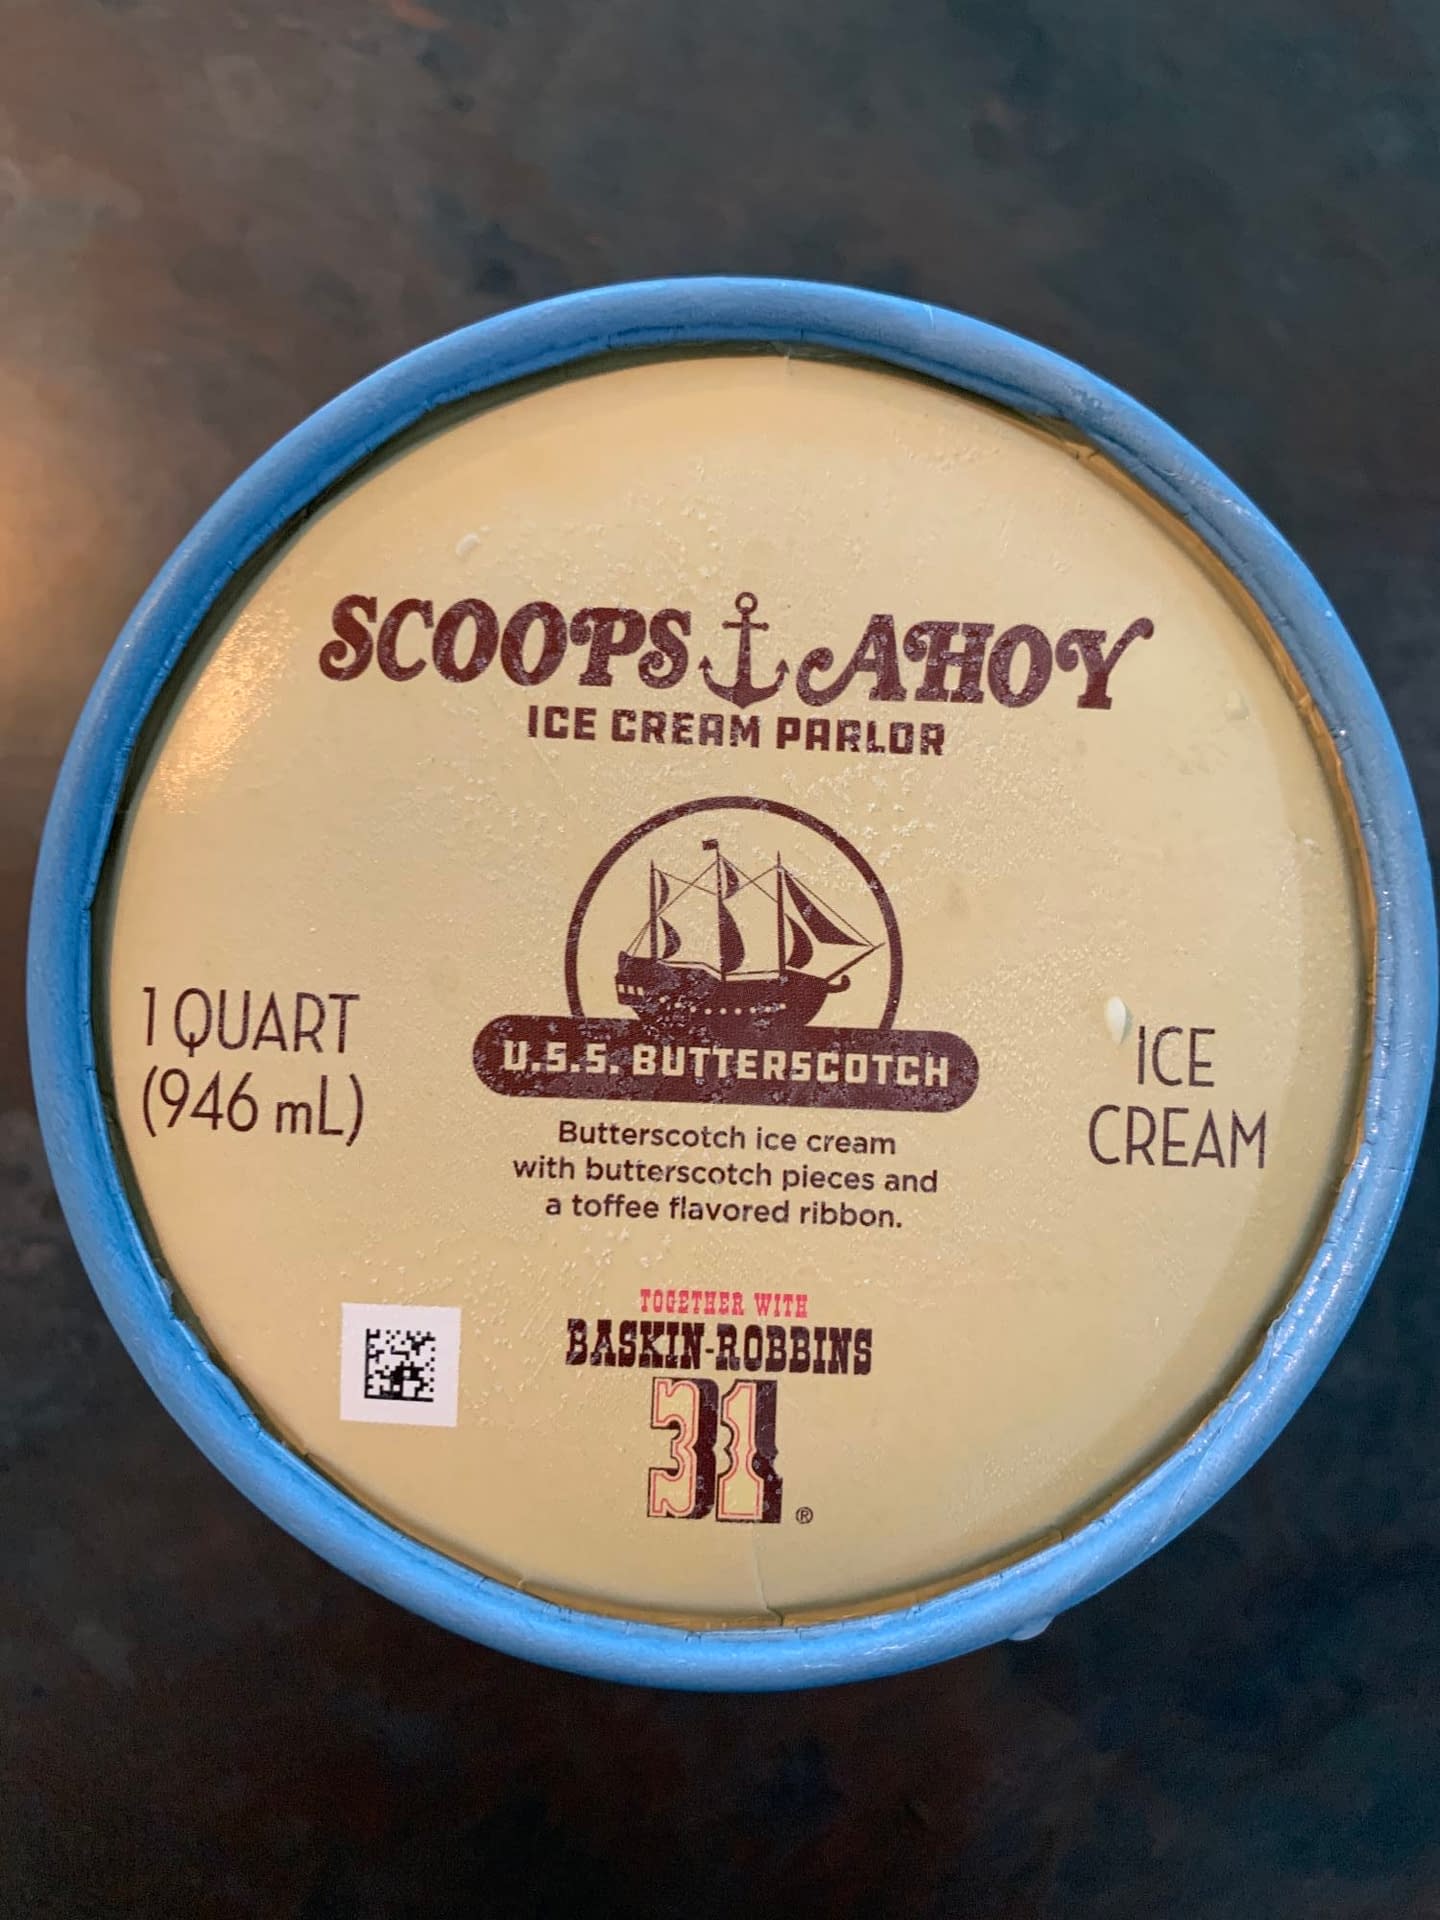 SCOOPS AHOY
ICE CREAM PARLOR
1 QUART
(946 mL)
U.S.S. BUTTERSCOTCH
Butterscotch ice cream
with butterscotch pieces and
a toffee flavored ribbon.
ICE
CREAM
TOGETHER WITH
BASKIN-ROBBINS
31®